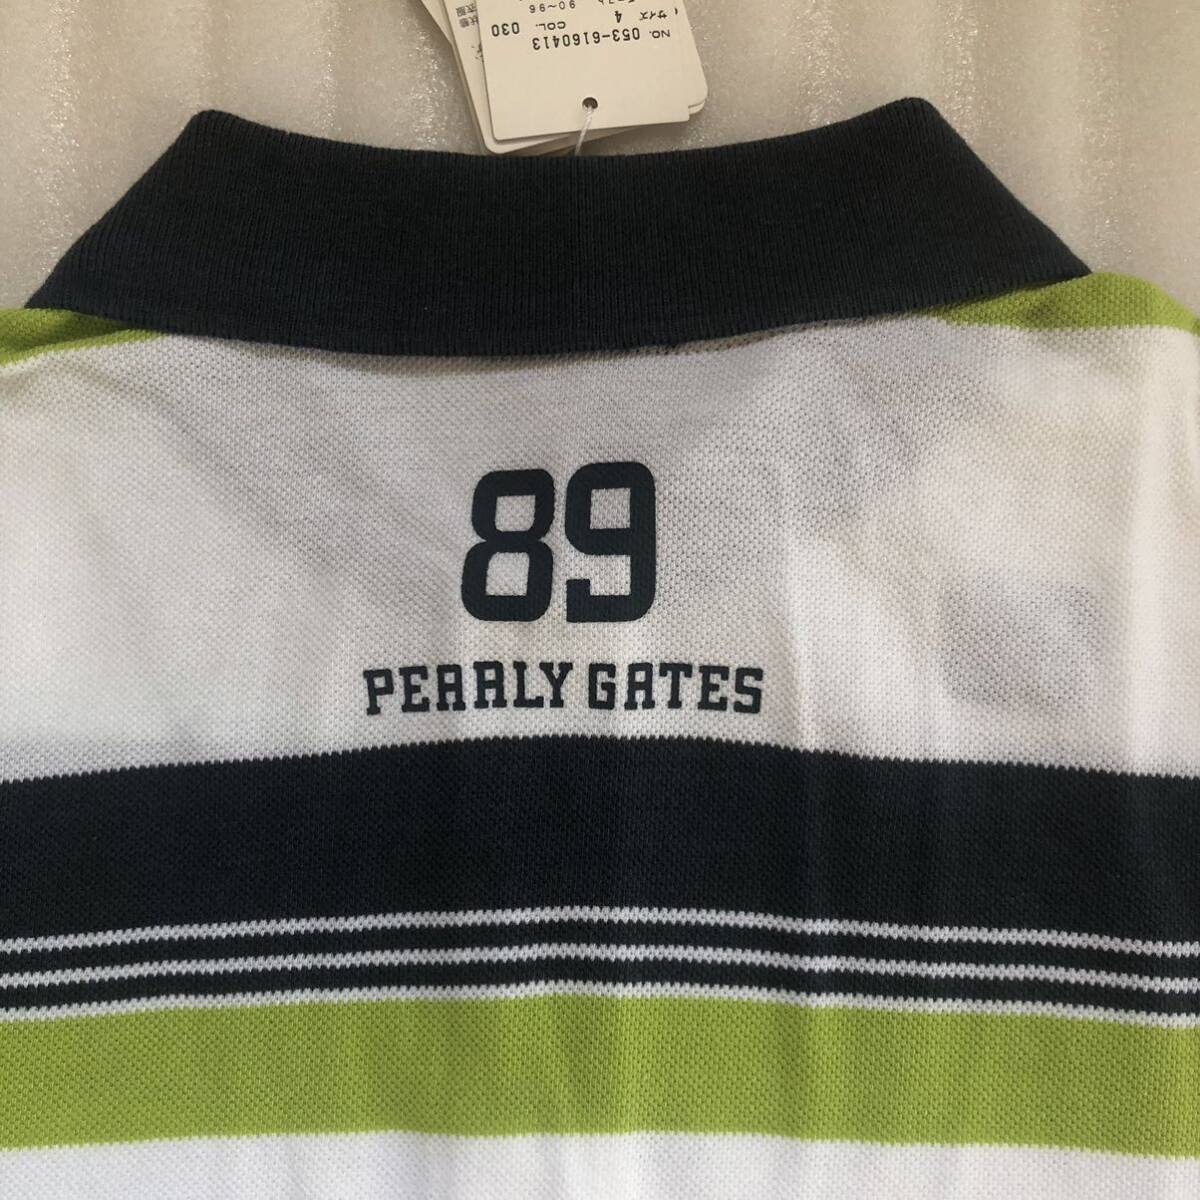 NO. 053-6160413
サイズ 4 COL. 030
90~96
89
PEARLY GATES